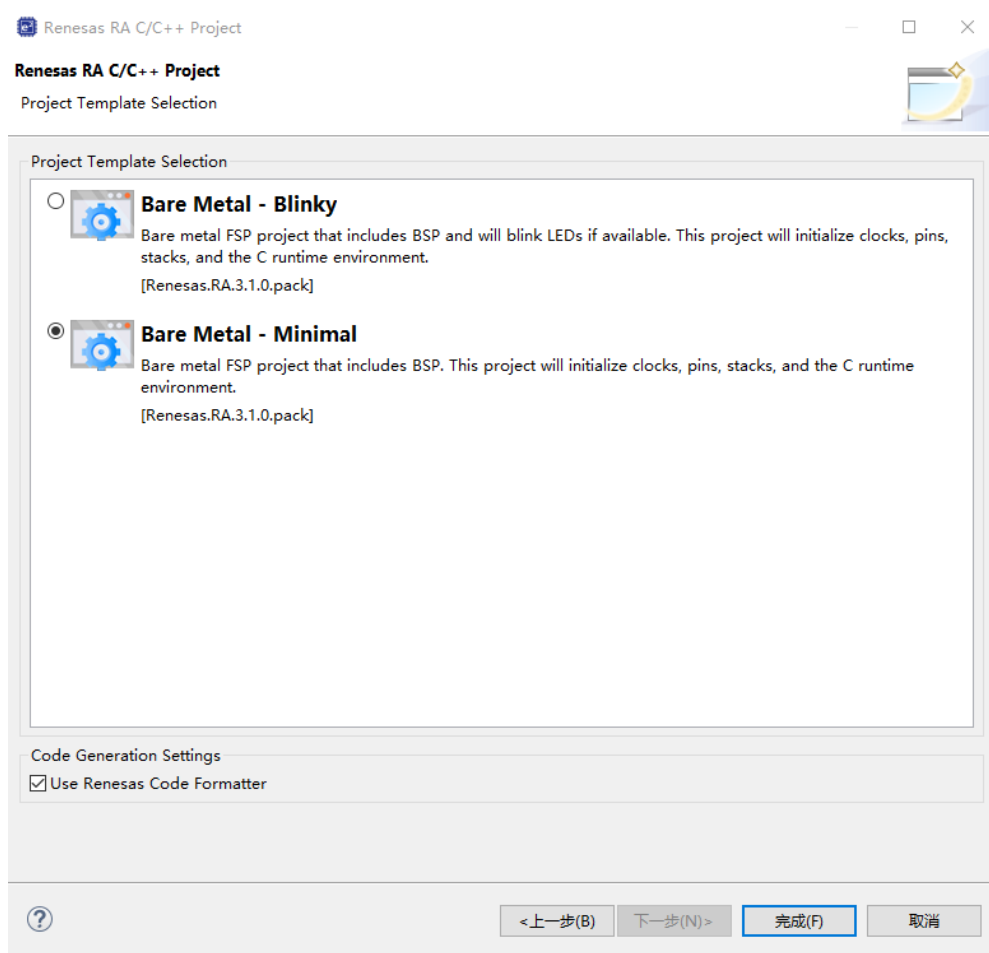 Renesas RA C/C++ Project
Renesas RA C/C++ Project
Project Template Selection
Project Template Selection
Bare Metal - Blinky
Bare metal FSP project that includes BSP and will blink LEDs if available. This project will initialize clocks, pins,
stacks, and the C runtime environment.
[Renesas.RA.3.1.0.pack]
Bare Metal - Minimal
Bare metal FSP project that includes BSP. This project will initialize clocks, pins, stacks, and the C runtime
environment.
[Renesas.RA.3.1.0.pack]
Code Generation Settings
Use Renesas Code Formatter
<上一步(B) 下一步(N)> 完成(F) 取消